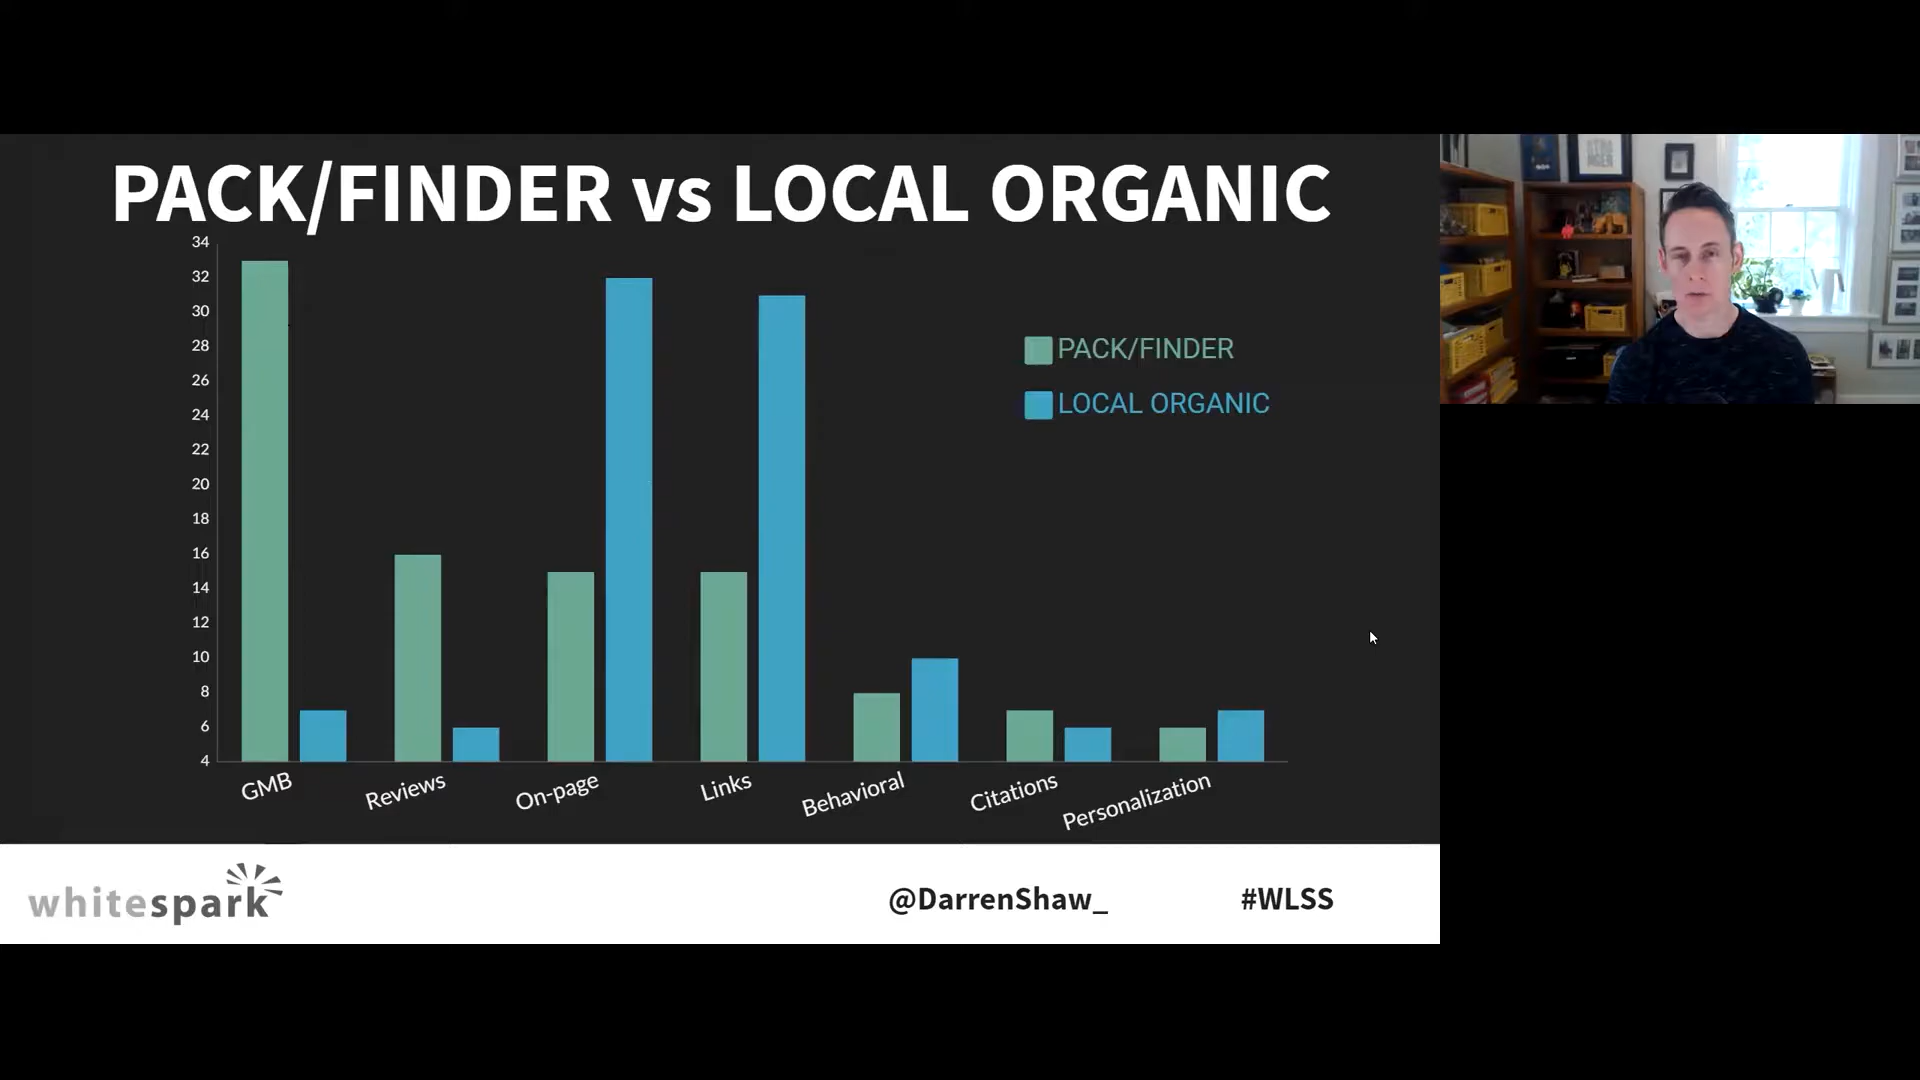 PACK/FINDER vs LOCAL ORGANIC
34
32
30
28
26
24
22
20
18
16
14
12
10
8
6
4
PACK/FINDER
LOCAL ORGANIC
GMB
Reviews
On-page
Links
Behavioral
Citations
Personalization
whitespark
@DarrenShaw_
#WLSS